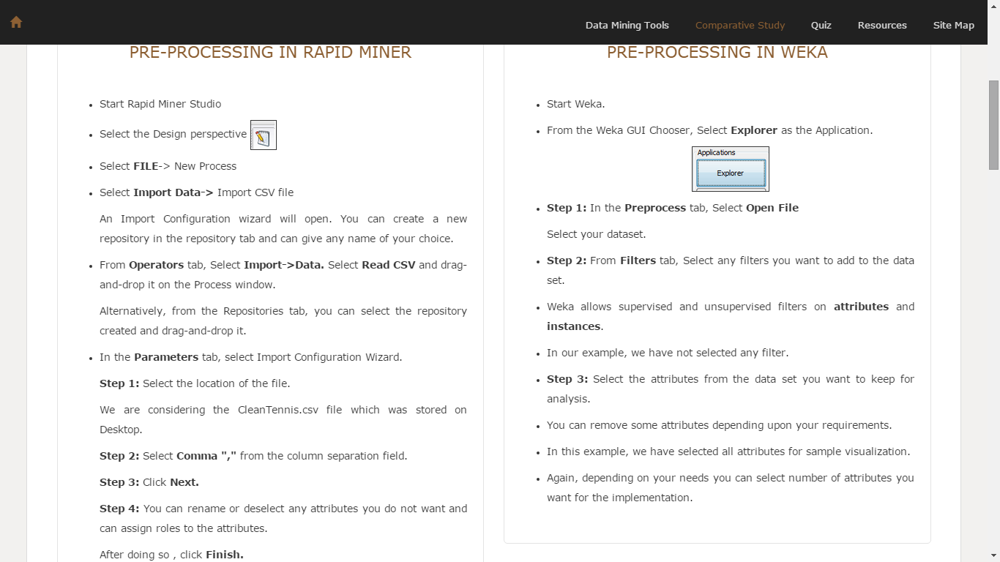 Data Mining Tools
Comparative Study
Quiz
Resources
Site Map
PRE-PROCESSING IN RAPID MINER
Start Rapid Miner Studio
Select the Design perspective
Select FILE-> New Process
Select Import Data-> Import CSV file
An Import Configuration wizard will open. You can create a new
repository in the repository tab and can give any name of your choice.
From Operators tab, Select Import->Data. Select Read CSV and drag-
and-drop it on the Process window.
Alternatively, from the Repositories tab, you can select the repository
created and drag-and-drop it.
In the Parameters tab, select Import Configuration Wizard.
Step 1: Select the location of the file.
We are considering the CleanTennis.csv file which was stored on
Desktop.
Step 2: Select Comma "," from the column separation field.
Step 3: Click Next.
Step 4: You can rename or deselect any attributes you do not want and
can assign roles to the attributes.
After doing so , click Finish.
PRE-PROCESSING IN WEKA
Start Weka.
From the Weka GUI Chooser, Select Explorer as the Application.
Applications
Explorer
Step 1: In the Preprocess tab, Select Open File
Select your dataset.
Step 2: From Filters tab, Select any filters you want to add to the data
set.
Weka allows supervised and unsupervised filters on attributes and
instances.
In our example, we have not selected any filter.
Step 3: Select the attributes from the data set you want to keep for
analysis.
You can remove some attributes depending upon your requirements.
In this example, we have selected all attributes for sample visualization.
Again, depending on your needs you can select number of attributes you
want for the implementation.